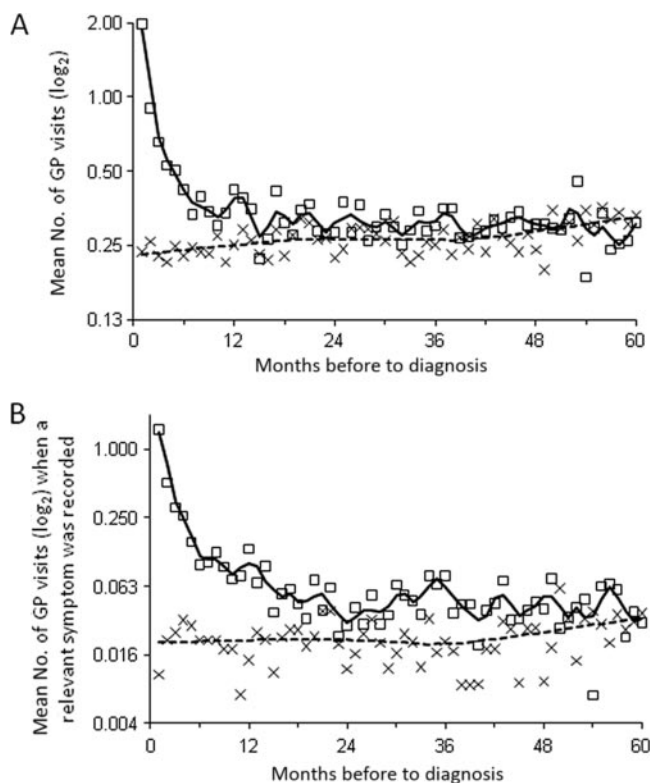 A
Mean No. of GP visits (log₂)
2.00
1.00
0.50
0.25
0.13
0 12 24 36 48 60
Months before to diagnosis
B
Mean No. of GP visits (log₂) when a
relevant symptom was recorded
1.000
0.250
0.063
0.016
0.004
0 12 24 36 48 60
Months before to diagnosis